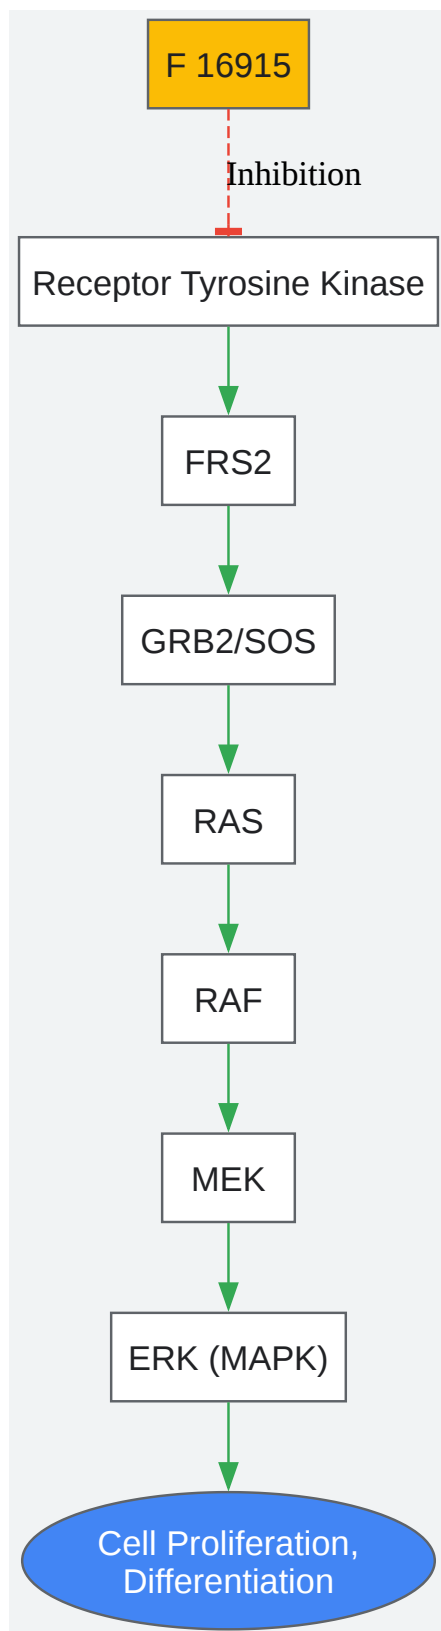 F 16915
Inhibition
Receptor Tyrosine Kinase
FRS2
GRB2/SOS
RAS
RAF
MEK
ERK (MAPK)
Cell Proliferation,
Differentiation